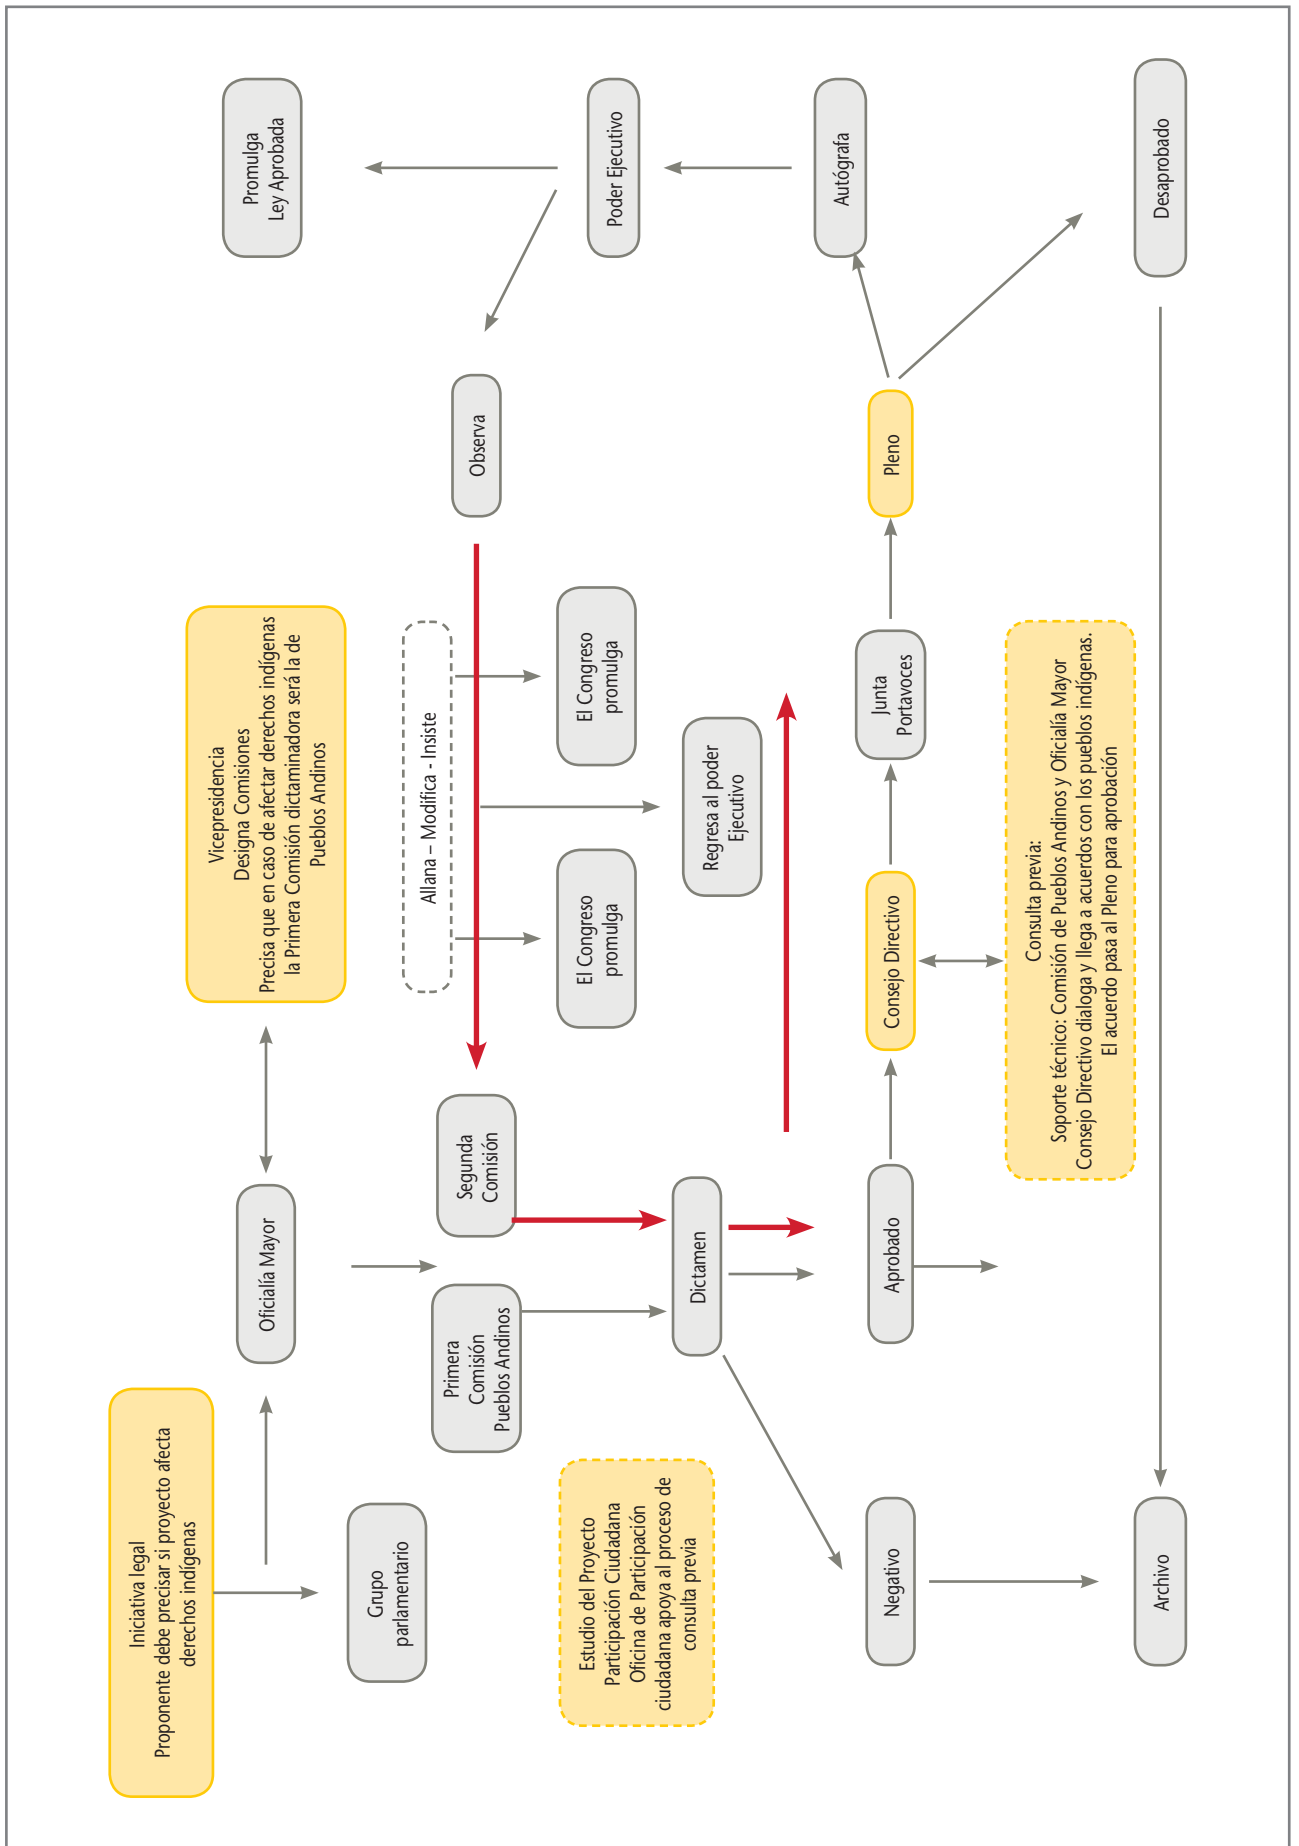 Iniciativa legal
Proponente debe precisar si proyecto afecta
derechos indígenas
Oficialía Mayor
Vicepresidencia
Designa Comisiones
Precisa que en caso de afectar derechos indígenas
la Primera Comisión dictaminadora será la de
Pueblos Andinos
Promulga
Ley Aprobada
Grupo
parlamentario
Primera
Comisión
Pueblos Andinos
Segunda
Comisión
Allana – Modifica - Insiste
Observa
El Congreso
promulga
El Congreso
promulga
Poder Ejecutivo
Estudio del Proyecto
Participación Ciudadana
Oficina de Participación
ciudadana apoya al proceso de
consulta previa
Dictamen
Regresa al poder
Ejecutivo
Autógrafa
Negativo
Aprobado
Consejo Directivo
Junta
Portavoces
Pleno
Consulta previa:
Soporte técnico: Comisión de Pueblos Andinos y Oficialía Mayor
Consejo Directivo dialoga y llega a acuerdos con los pueblos indígenas.
El acuerdo pasa al Pleno para aprobación
Archivo
Desaprobado